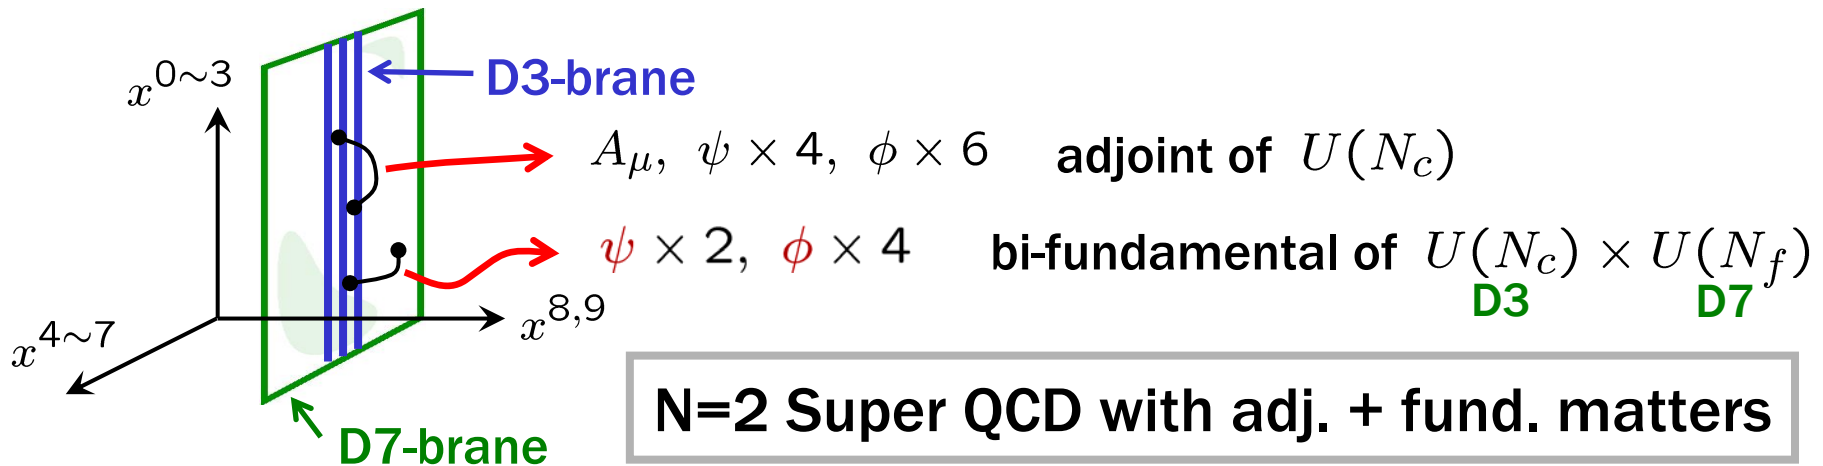 x^{0∼3}
D3-brane
A_μ, ψ × 4, φ × 6 adjoint of U(N_c)
ψ × 2, φ × 4 bi-fundamental of U(N_c) × U(N_f)
D3 D7
x^{8,9}
x^{4∼7}
N=2 Super QCD with adj. + fund. matters
D7-brane